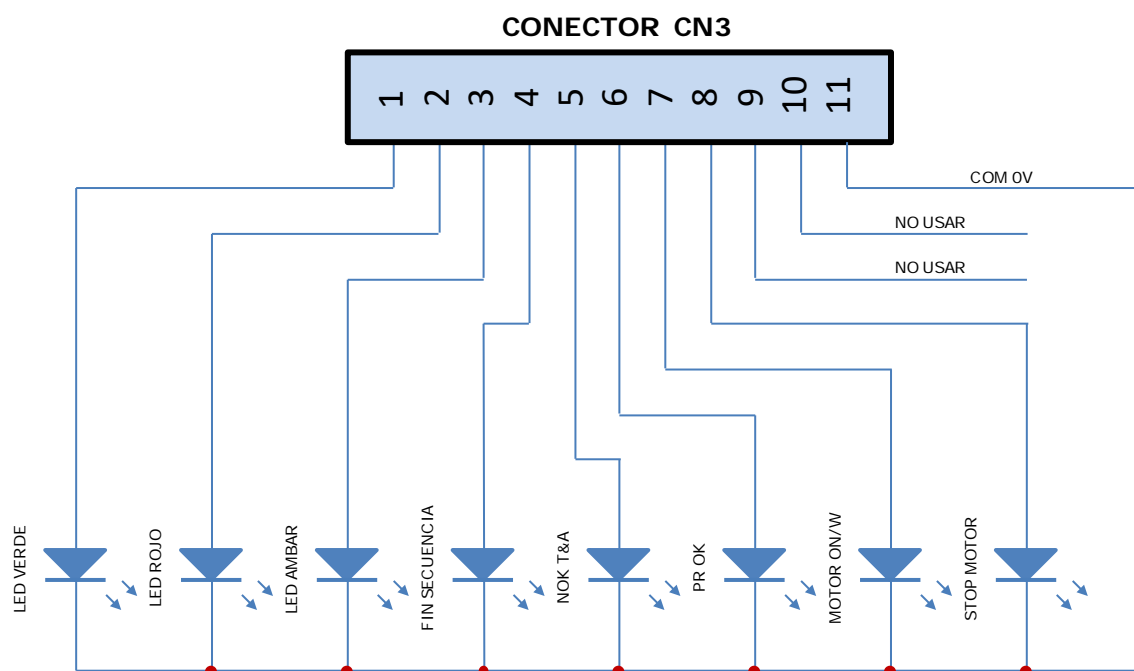 CONECTOR CN3
1 2 3 4 5 6 7 8 9 10 11
COM 0V
NO USAR
NO USAR
LED VERDE
LED ROJO
LED AMBAR
FIN SECUENCIA
NOK T&A
PR OK
MOTOR ON/W
STOP MOTOR